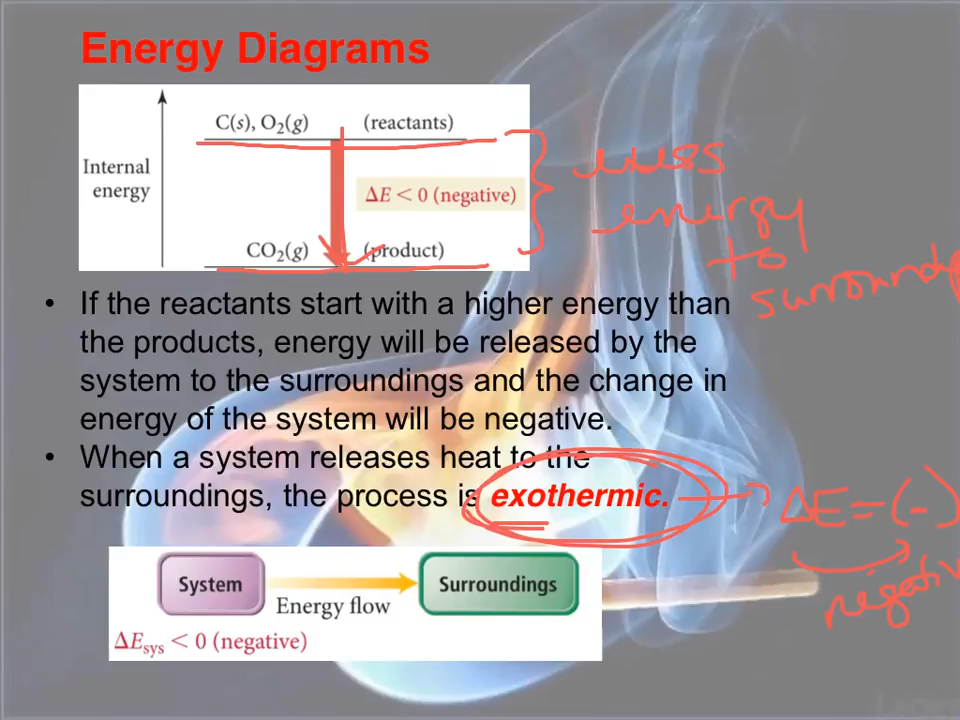 Energy Diagrams
C(s), O₂(g) (reactants)
Internal
energy
ΔE < 0 (negative)
CO₂(g) (product)
energy
to
• If the reactants start with a higher energy than
the products, energy will be released by the
system to the surroundings and the change in
energy of the system will be negative.
• When a system releases heat to the
surroundings, the process is exothermic.
ΔE = (-)
System
Energy flow
Surroundings
ΔEsys < 0 (negative)